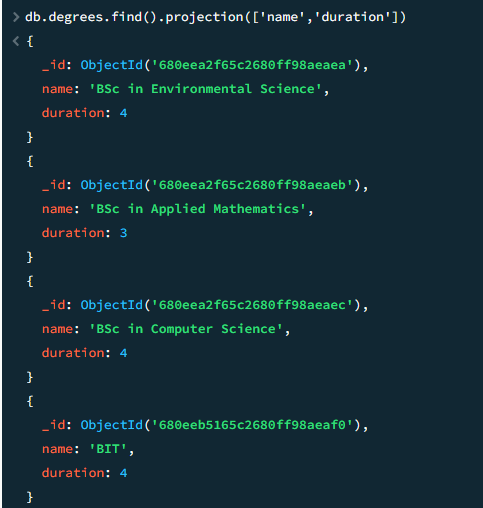 > db.degrees.find().projection(['name','duration'])
< {
_id: ObjectId('680eea2f65c2680ff98aeaea'),
name: 'BSc in Environmental Science',
duration: 4
}
{
_id: ObjectId('680eea2f65c2680ff98aeaeb'),
name: 'BSc in Applied Mathematics',
duration: 3
}
{
_id: ObjectId('680eea2f65c2680ff98aeaec'),
name: 'BSc in Computer Science',
duration: 4
}
{
_id: ObjectId('680eeb5165c2680ff98aeaf0'),
name: 'BIT',
duration: 4
}